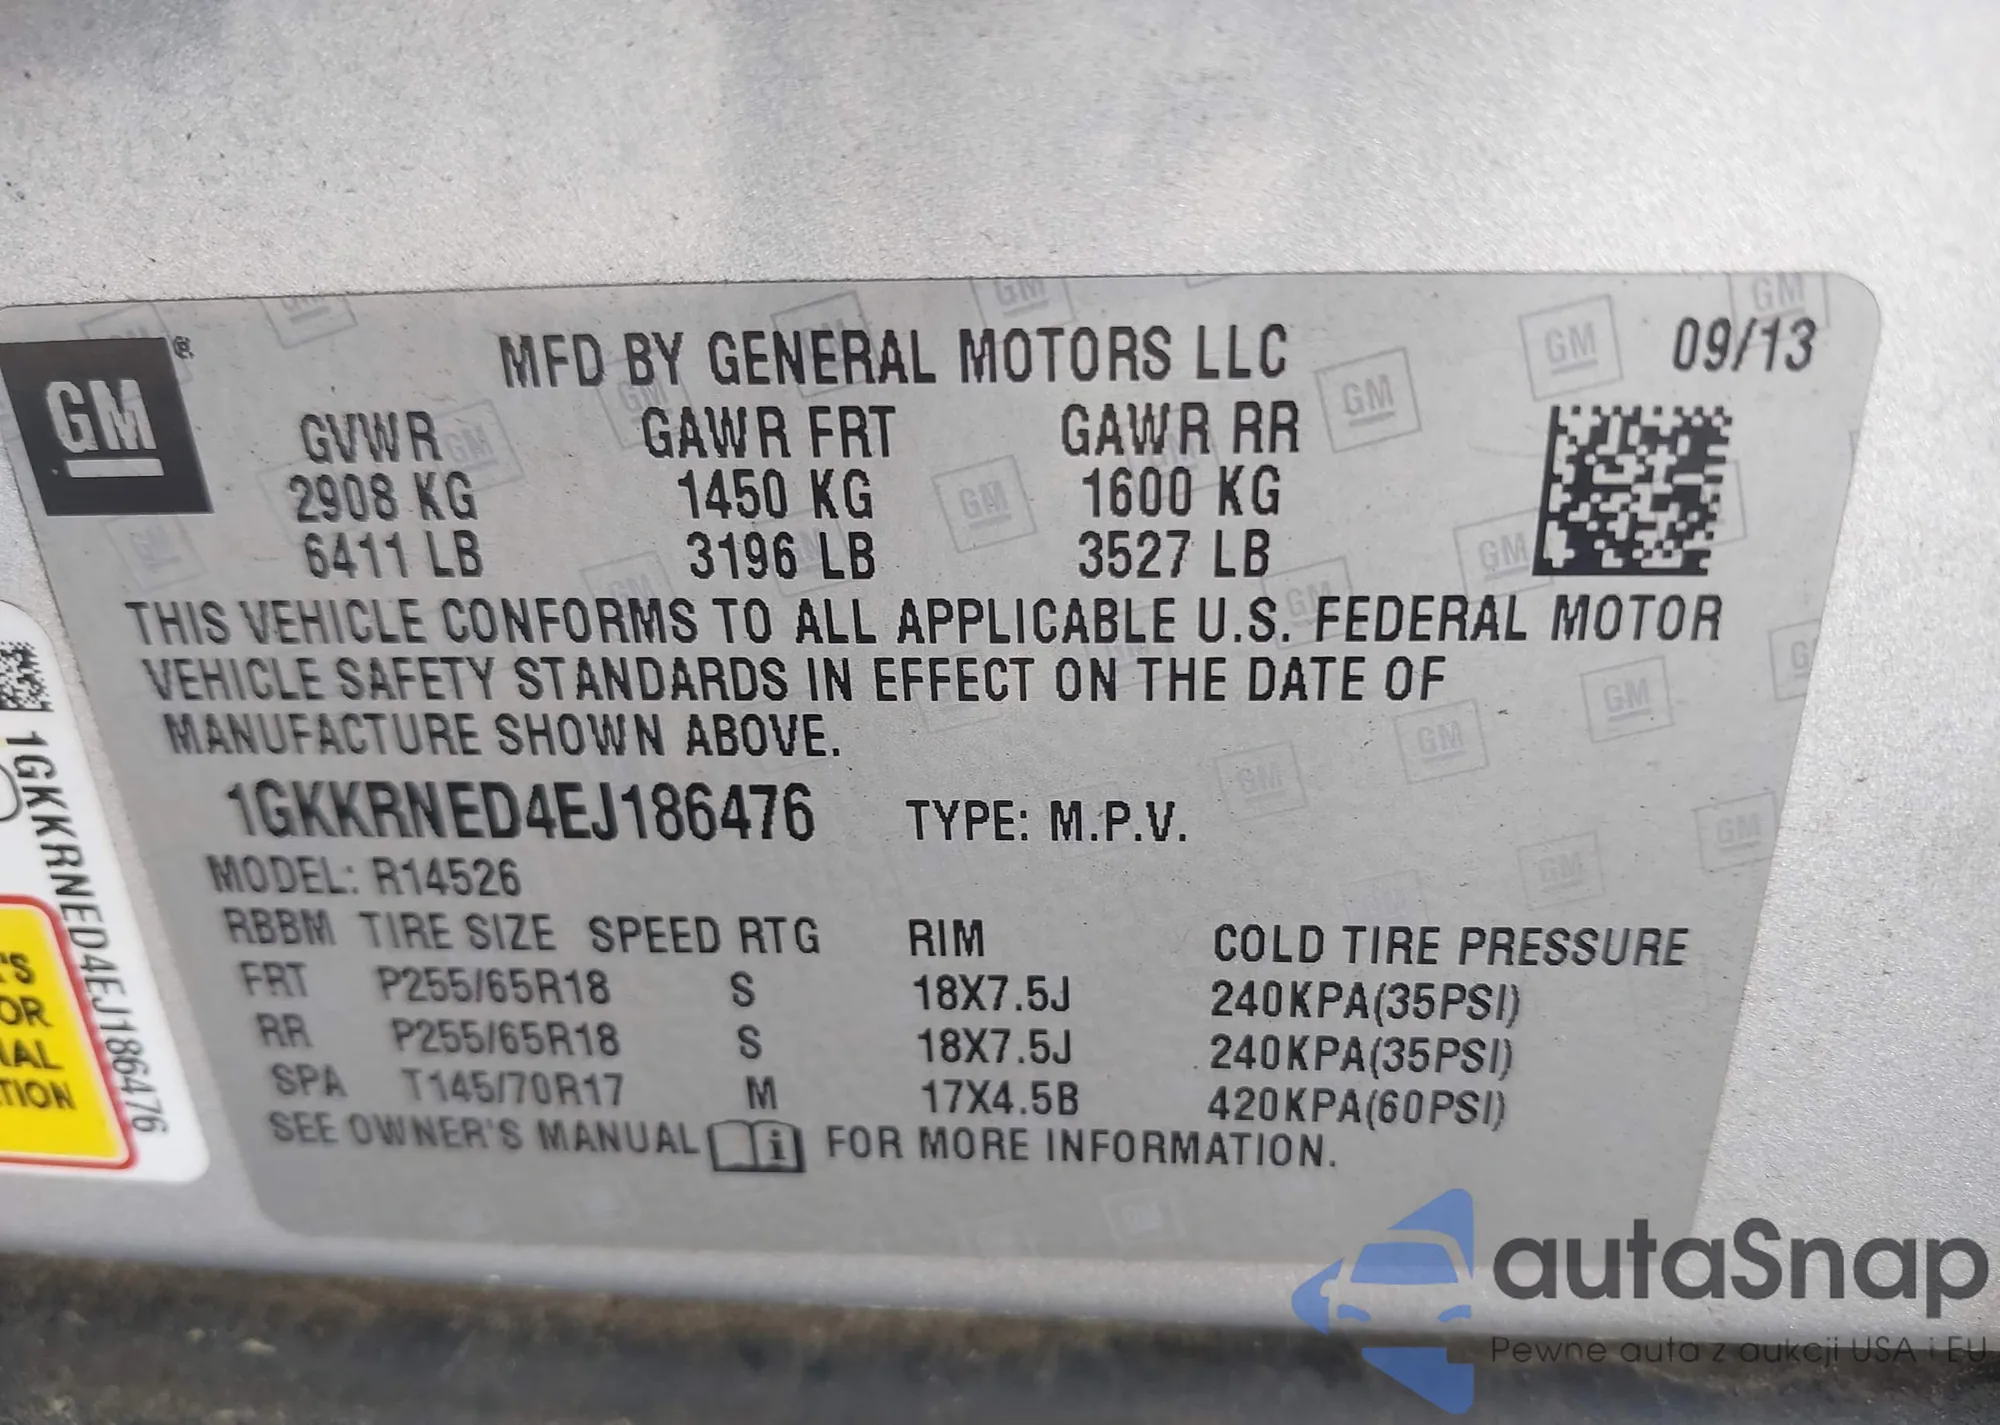 GM®
MFD BY GENERAL MOTORS LLC 09/13
GVWR GAWR FRT GAWR RR
2908 KG 1450 KG 1600 KG
6411 LB 3196 LB 3527 LB
THIS VEHICLE CONFORMS TO ALL APPLICABLE U.S. FEDERAL MOTOR
VEHICLE SAFETY STANDARDS IN EFFECT ON THE DATE OF
MANUFACTURE SHOWN ABOVE.
1GKKRNED4EJ186476 TYPE: M.P.V.
MODEL: R14526
RBBM TIRE SIZE SPEED RTG RIM COLD TIRE PRESSURE
FRT P255/65R18 S 18X7.5J 240KPA(35PSI)
RR P255/65R18 S 18X7.5J 240KPA(35PSI)
SPA T145/70R17 M 17X4.5B 420KPA(60PSI)
SEE OWNER'S MANUAL i FOR MORE INFORMATION.
1GKKRNED4EJ186476
'S
OR
IAL
TION
autaSnap
Pewne auta z aukcji USA i EU